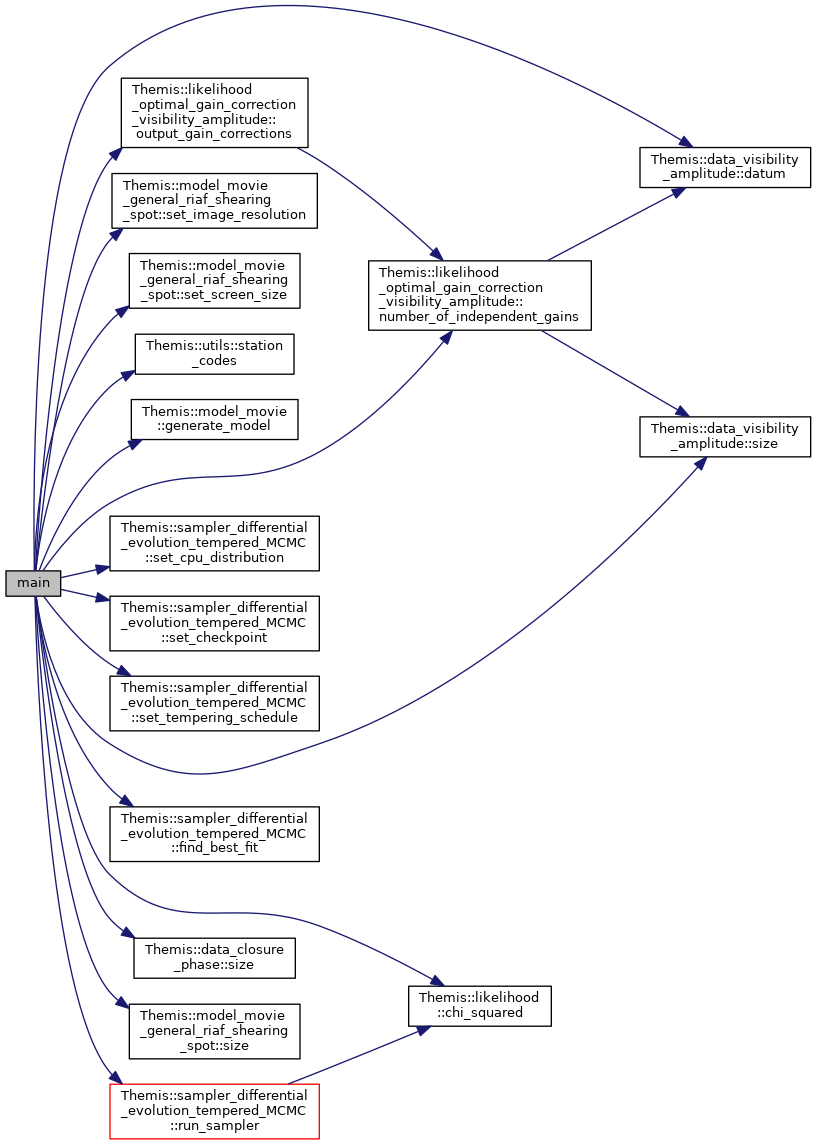 Themis::likelihood
_optimal_gain_correction
_visibility_amplitude::
output_gain_corrections
Themis::model_movie
_general_riaf_shearing
_spot::set_image_resolution
Themis::model_movie
_general_riaf_shearing
_spot::set_screen_size
Themis::utils::station
_codes
Themis::model_movie
::generate_model
main
Themis::sampler_differential
_evolution_tempered_MCMC
::set_cpu_distribution
Themis::sampler_differential
_evolution_tempered_MCMC
::set_checkpoint
Themis::sampler_differential
_evolution_tempered_MCMC
::set_tempering_schedule
Themis::sampler_differential
_evolution_tempered_MCMC
::find_best_fit
Themis::data_closure
_phase::size
Themis::model_movie
_general_riaf_shearing
_spot::size
Themis::sampler_differential
_evolution_tempered_MCMC
::run_sampler
Themis::likelihood
_optimal_gain_correction
_visibility_amplitude::
number_of_independent_gains
Themis::likelihood
::chi_squared
Themis::data_visibility
_amplitude::datum
Themis::data_visibility
_amplitude::size